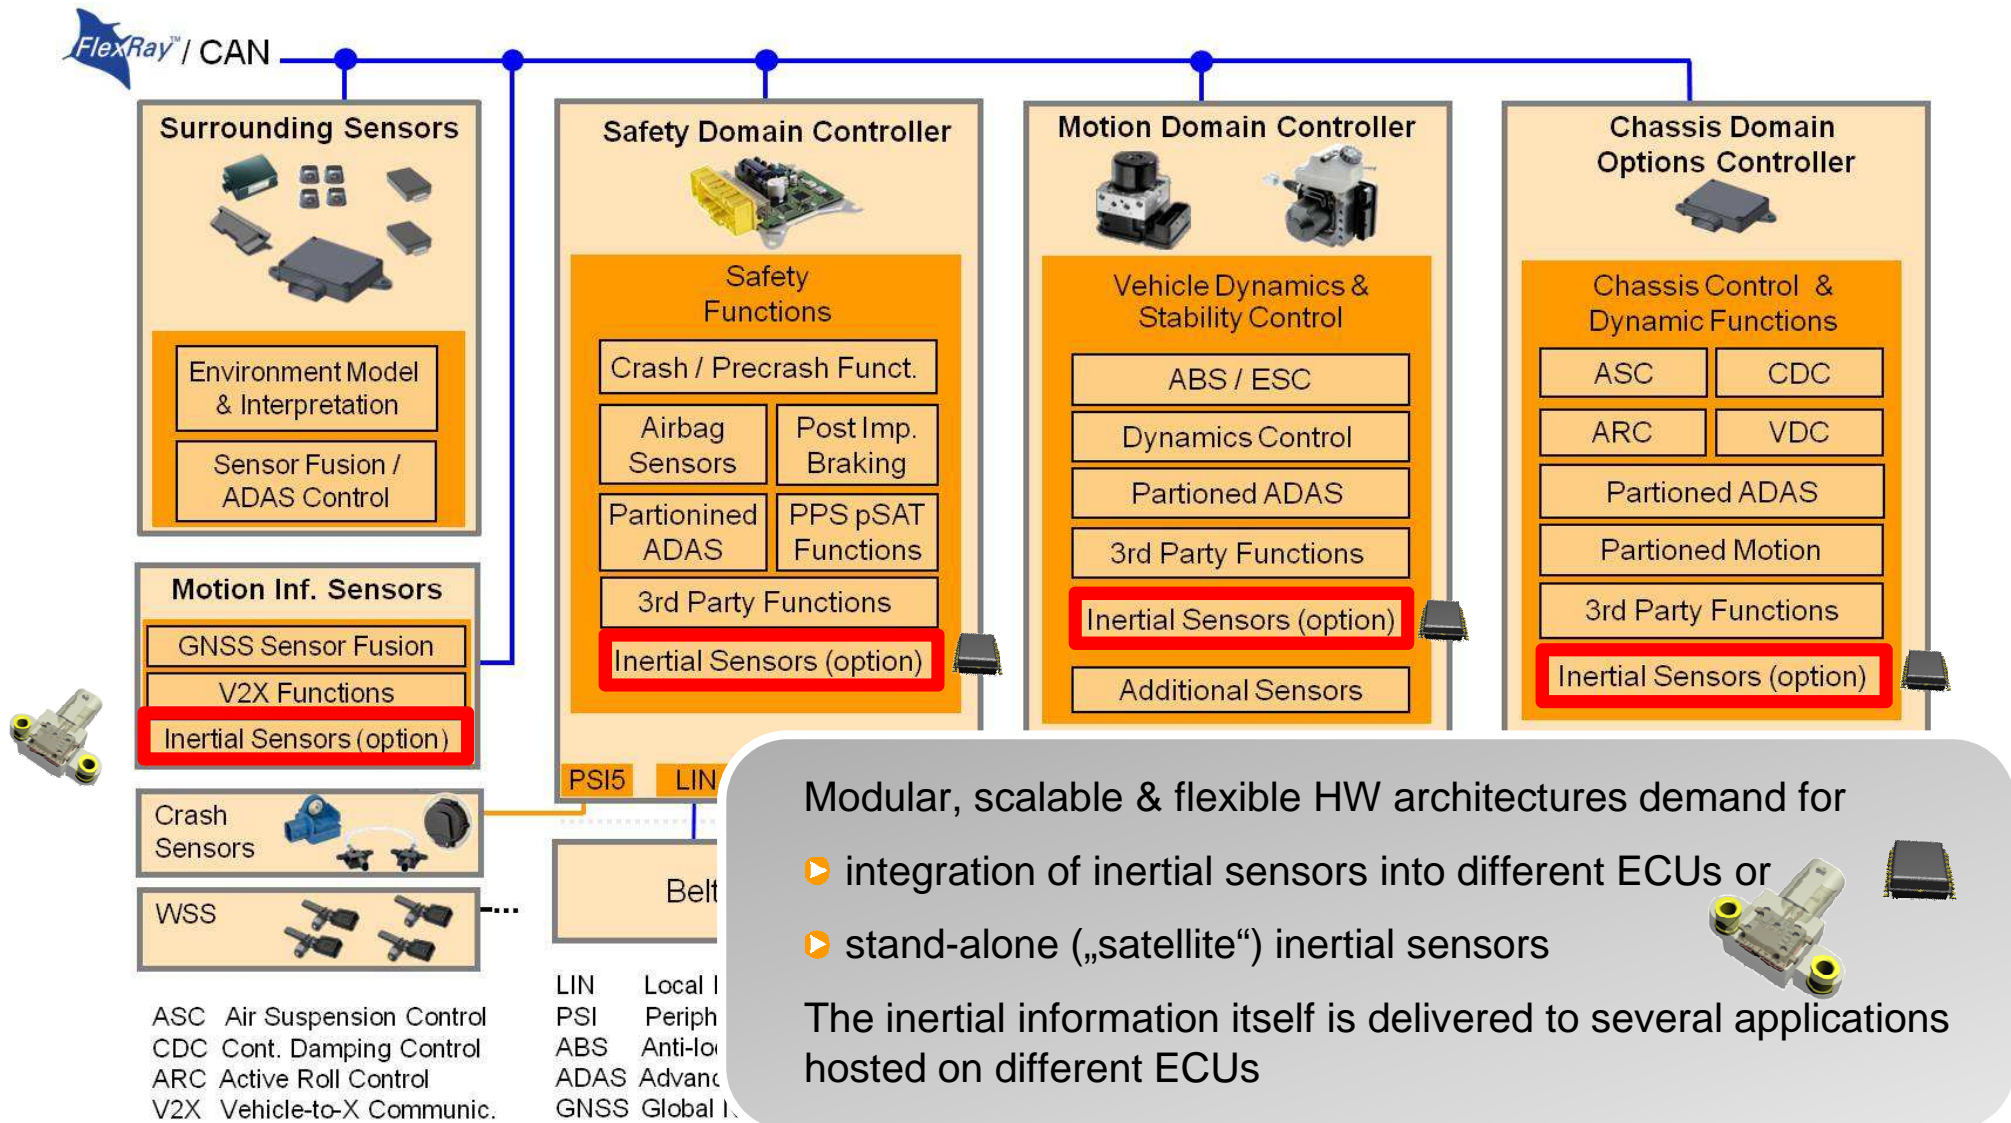 FlexRay™ / CAN
Surrounding Sensors
Environment Model
& Interpretation
Sensor Fusion /
ADAS Control
Motion Inf. Sensors
GNSS Sensor Fusion
V2X Functions
Inertial Sensors (option)
Crash
Sensors
WSS
...
ASC Air Suspension Control
CDC Cont. Damping Control
ARC Active Roll Control
V2X Vehicle-to-X Communic.
Safety Domain Controller
Safety
Functions
Crash / Precrash Funct.
Airbag
Sensors
Post Imp.
Braking
Partionined
ADAS
PPS pSAT
Functions
3rd Party Functions
Inertial Sensors (option)
PSI5
LIN
Belt
LIN Local
PSI Periph
ABS Anti-lo
ADAS Advanc
GNSS Global
Motion Domain Controller
Vehicle Dynamics &
Stability Control
ABS / ESC
Dynamics Control
Partioned ADAS
3rd Party Functions
Inertial Sensors (option)
Additional Sensors
Chassis Domain
Options Controller
Chassis Control &
Dynamic Functions
ASC
CDC
ARC
VDC
Partioned ADAS
Partioned Motion
3rd Party Functions
Inertial Sensors (option)
Modular, scalable & flexible HW architectures demand for
integration of inertial sensors into different ECUs or
stand-alone („satellite“) inertial sensors
The inertial information itself is delivered to several applications
hosted on different ECUs